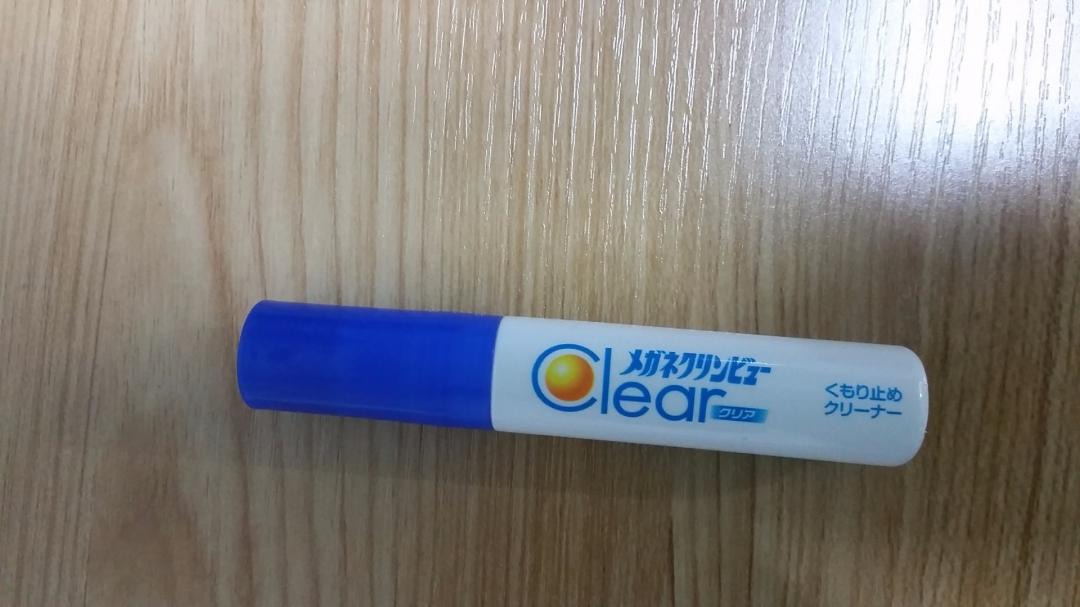 メガネクリンビュー
Clear
クリア
くもり止め
クリーナー